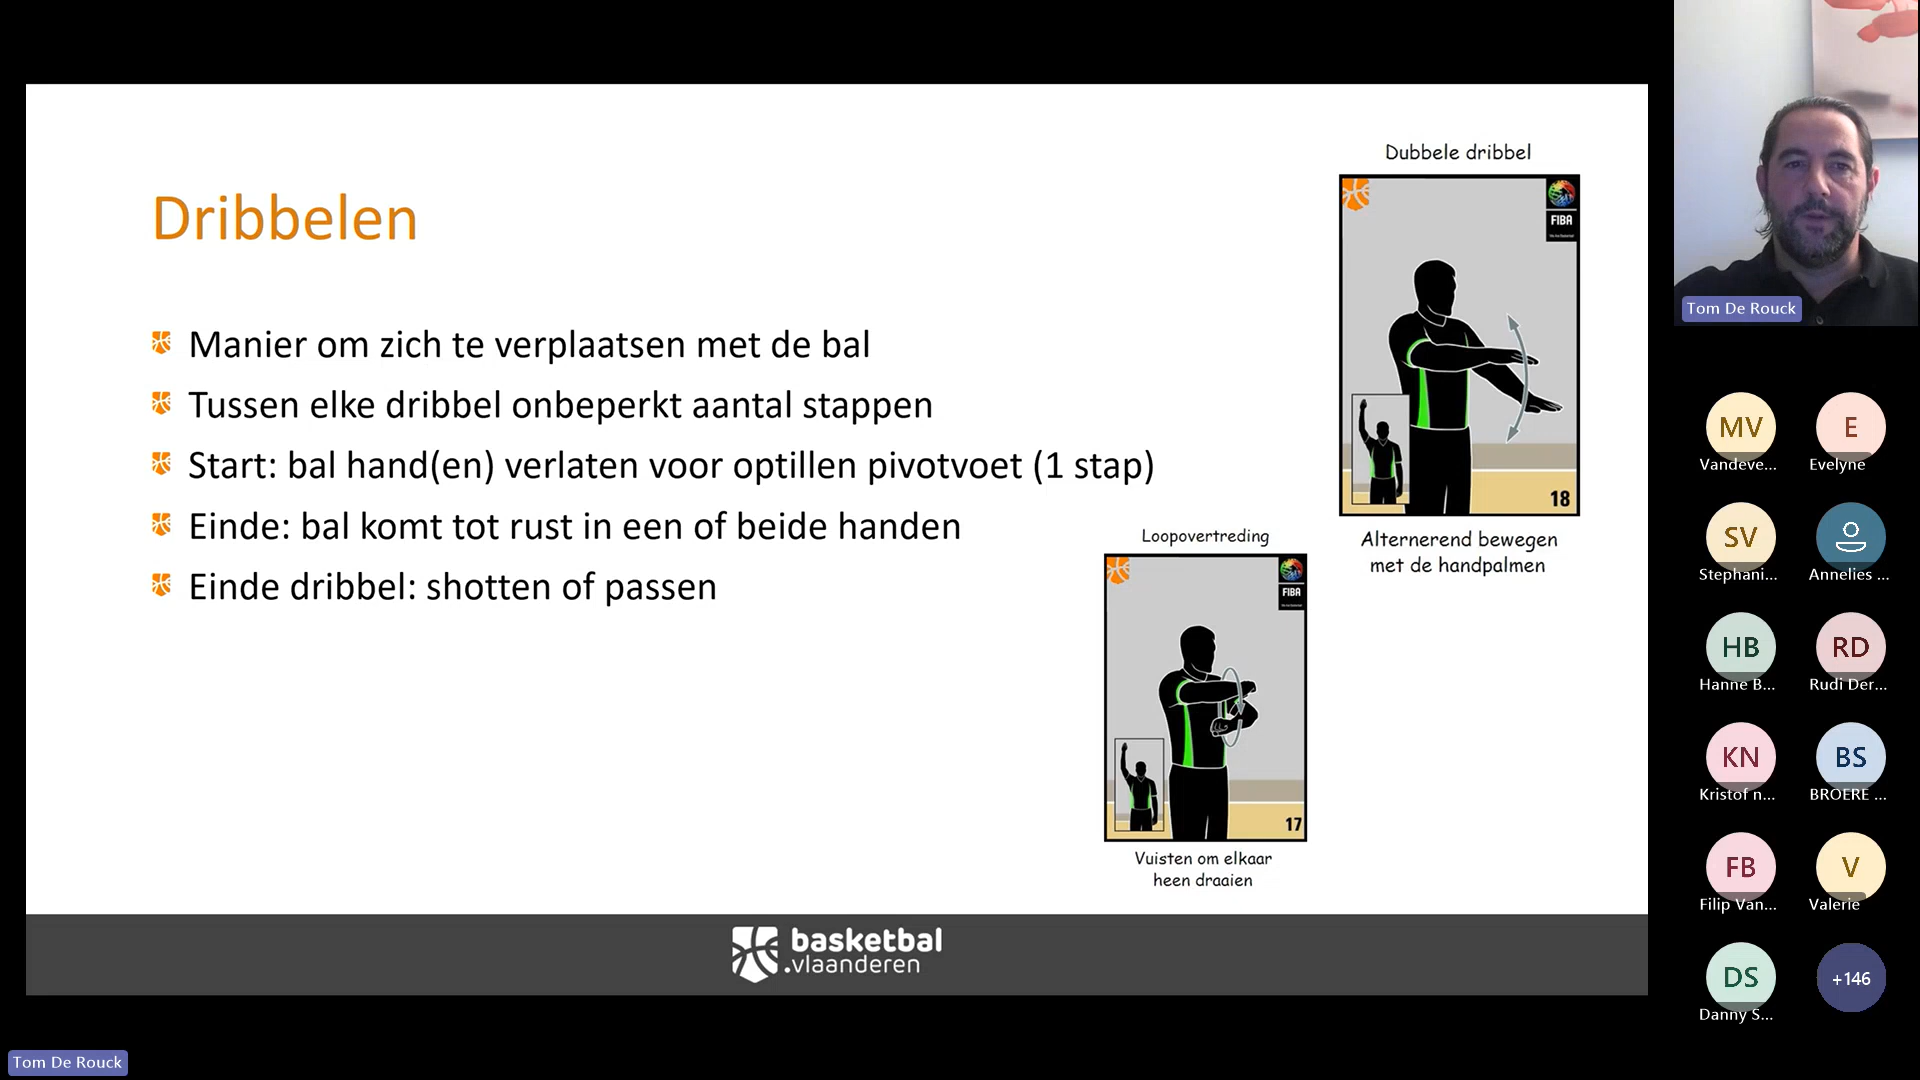 Dribbelen
Manier om zich te verplaatsen met de bal
Tussen elke dribbel onbeperkt aantal stappen
Start: bal hand(en) verlaten voor optillen pivotvoet (1 stap)
Einde: bal komt tot rust in een of beide handen
Einde dribbel: shotten of passen
Dubbele dribbel
FIBA
18
Alternerend bewegen
met de handpalmen
Loopovertreding
FIBA
17
Vuisten om elkaar
heen draaien
basketbal
.vlaanderen
Tom De Rouck
MV
Vandeve...
E
Evelyne
SV
Stephani...
Annelies ...
HB
Hanne B...
RD
Rudi Der...
KN
Kristof n...
BS
BROERE ...
FB
Filip Van...
V
Valerie
DS
Danny S...
+146
Tom De Rouck